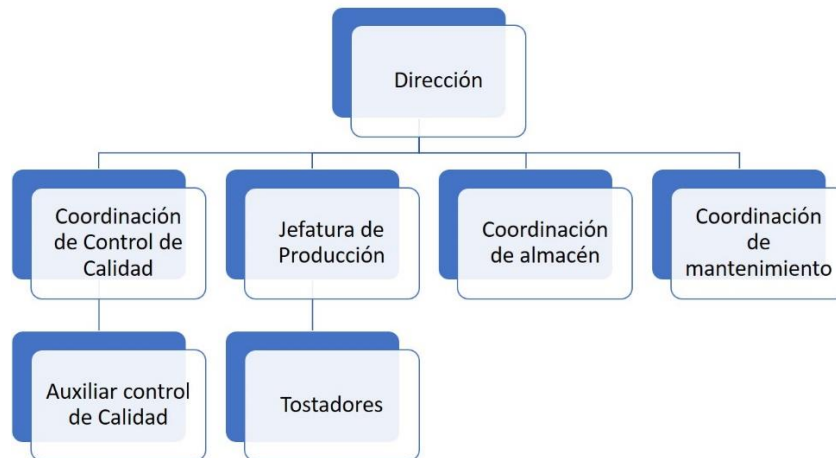 Dirección
Coordinación
de Control de
Calidad
Jefatura de
Producción
Coordinación
de almacén
Coordinación
de
mantenimiento
Auxiliar control
de Calidad
Tostadores